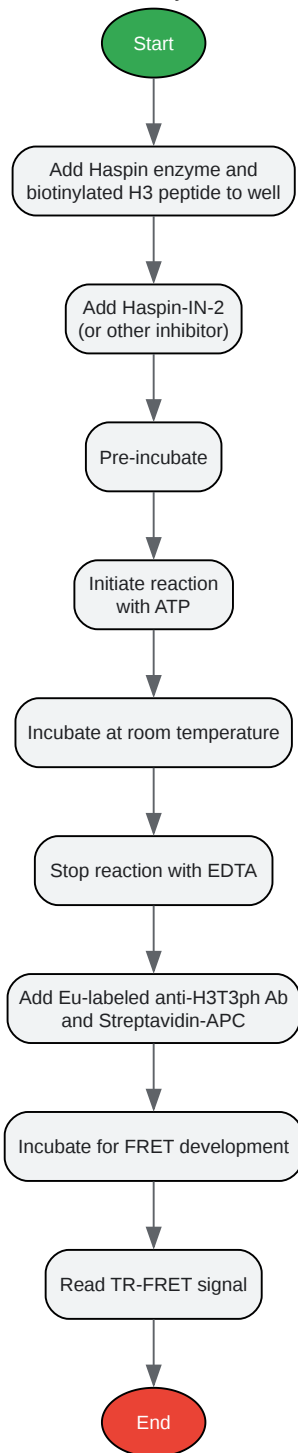 Start
Add Haspin enzyme and
biotinylated H3 peptide to well
Add Haspin-IN-2
(or other inhibitor)
Pre-incubate
Initiate reaction
with ATP
Incubate at room temperature
Stop reaction with EDTA
Add Eu-labeled anti-H3T3ph Ab
and Streptavidin-APC
Incubate for FRET development
Read TR-FRET signal
End